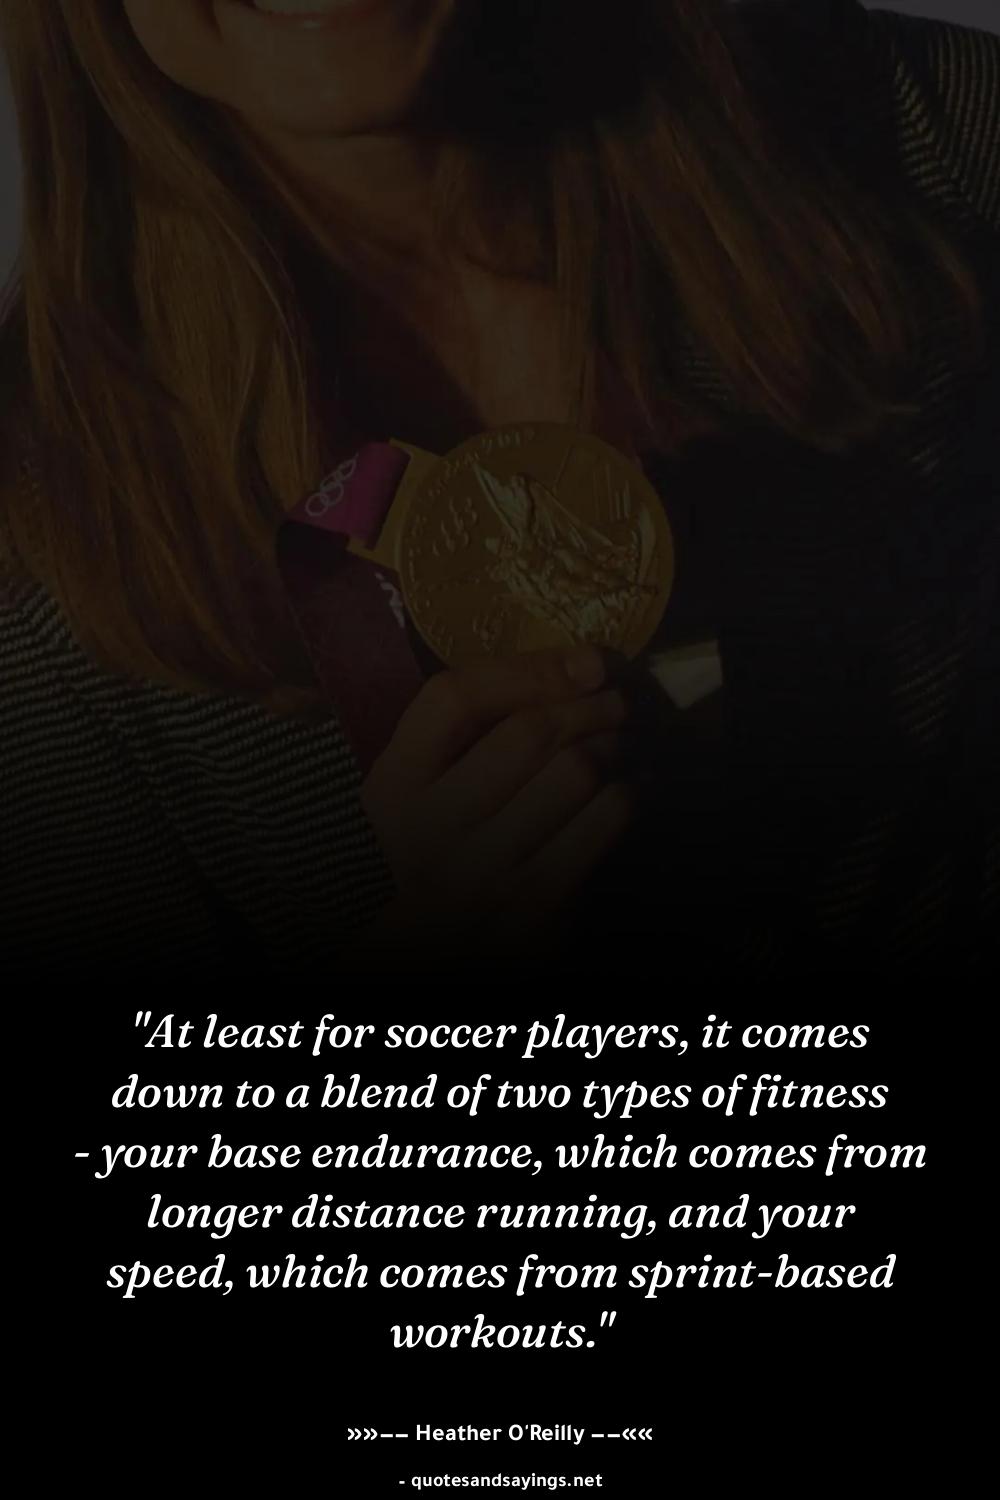 "At least for soccer players, it comes
down to a blend of two types of fitness
- your base endurance, which comes from
longer distance running, and your
speed, which comes from sprint-based
workouts."
»»–– Heather O'Reilly ––««
- quotesandsayings.net